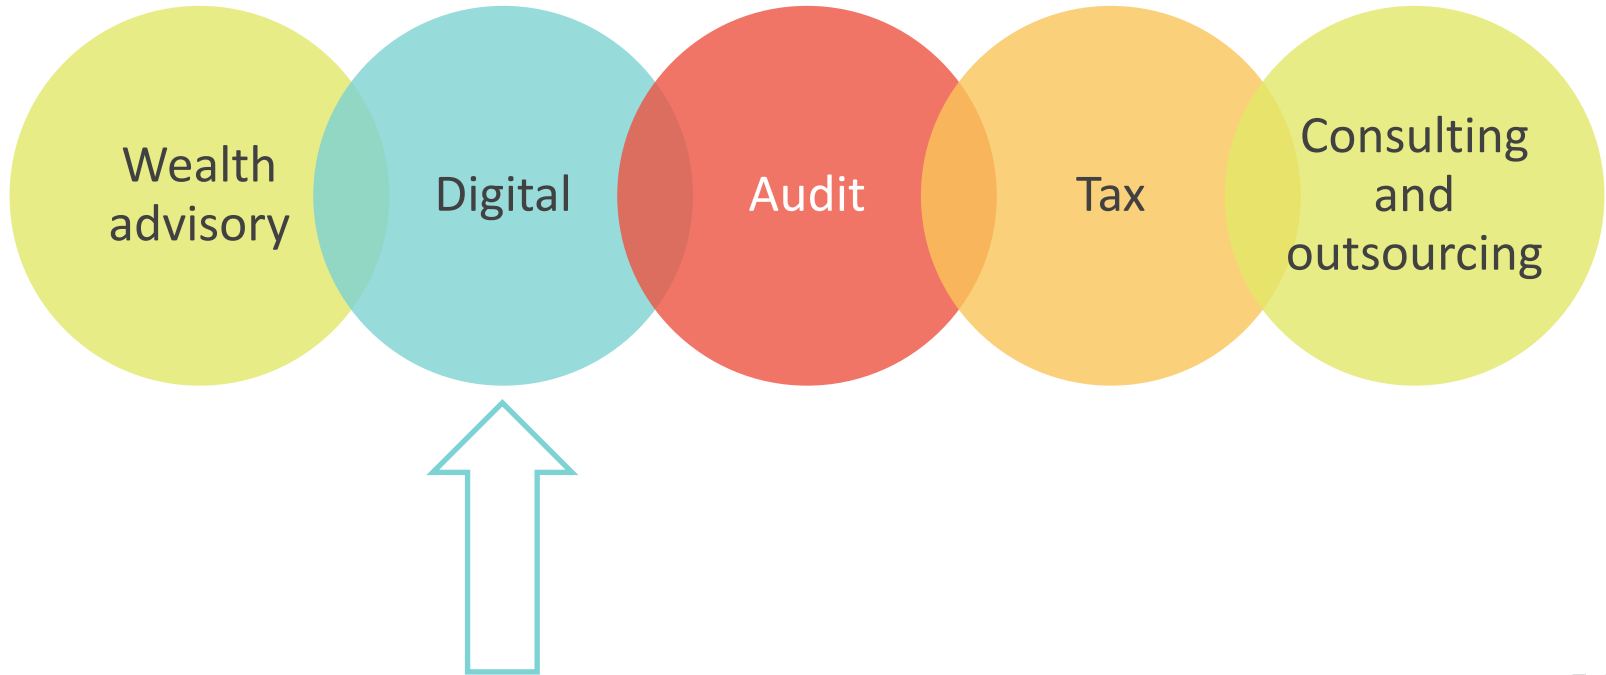 Wealth
advisory
Digital
Audit
Tax
Consulting
and
outsourcing